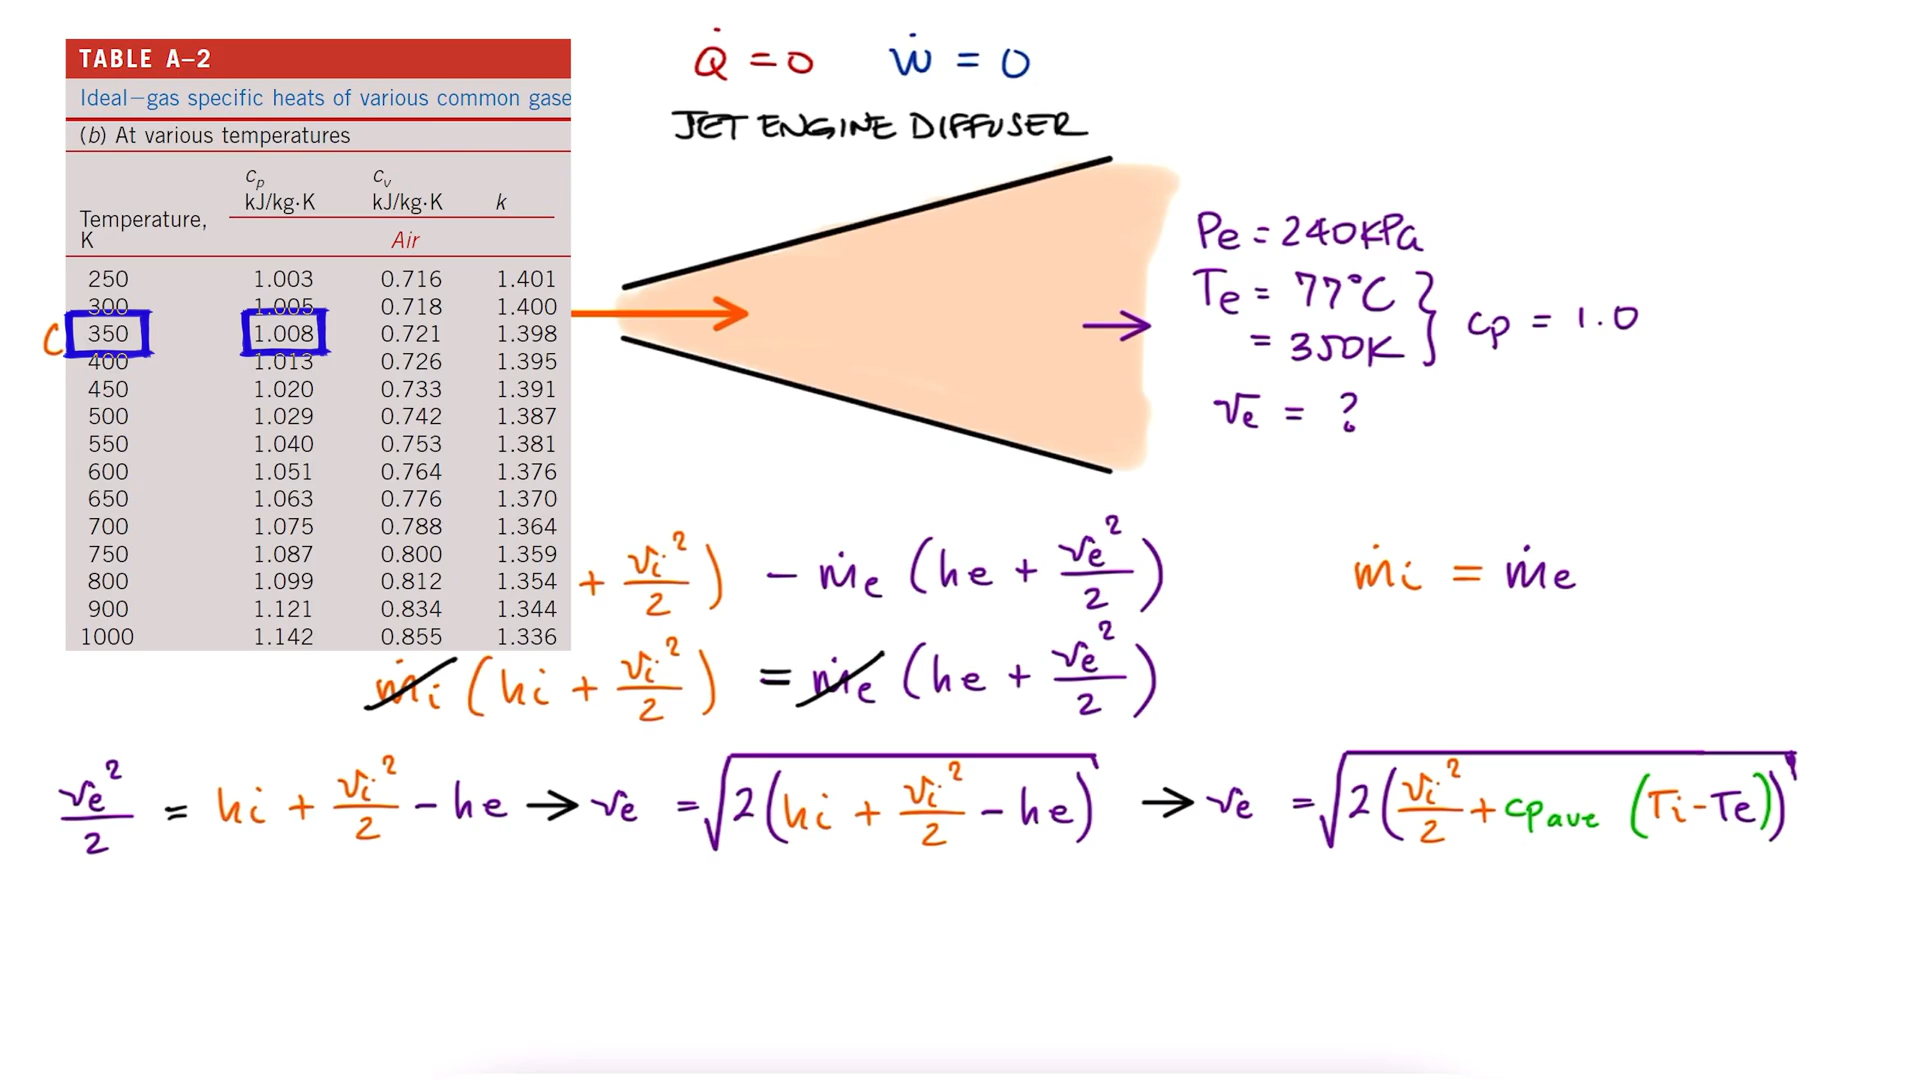 TABLE A–2
Ideal–gas specific heats of various common gase
(b) At various temperatures
Temperature, K cp kJ/kg·K cv kJ/kg·K k
Air
250 1.003 0.716 1.401
300 1.005 0.718 1.400
350 1.008 0.721 1.398
400 1.013 0.726 1.395
450 1.020 0.733 1.391
500 1.029 0.742 1.387
550 1.040 0.753 1.381
600 1.051 0.764 1.376
650 1.063 0.776 1.370
700 1.075 0.788 1.364
750 1.087 0.800 1.359
800 1.099 0.812 1.354
900 1.121 0.834 1.344
1000 1.142 0.855 1.336
Q̇ = 0 Ẇ = 0
JET ENGINE DIFFUSER
Pe = 240kPa
Te = 77°C
= 350K } cp = 1.0
Ve = ?
+ Vi²/2) - ṁe (he + Ve²/2) ṁi = ṁe
ṁi (hi + Vi²/2) = ṁe (he + Ve²/2)
Ve²/2 = hi + Vi²/2 - he → Ve = √(2(hi + Vi²/2 - he)) → Ve = √(2(Vi²/2 + cp ave (Ti - Te)))